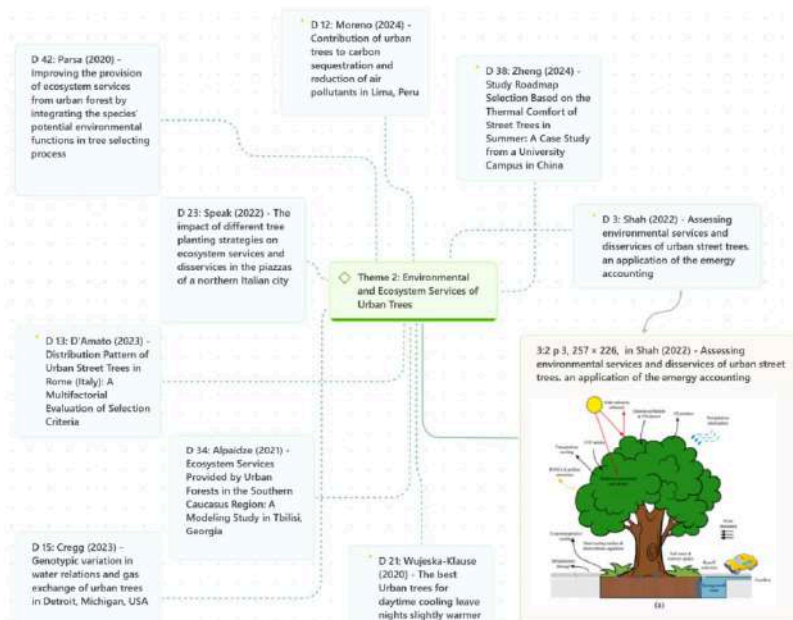 D 12: Moreno (2024) -
Contribution of urban
trees to carbon
sequestration and
reduction of air
pollutants in Lima, Peru
D 42: Parsa (2020) -
Improving the provision
of ecosystem services
from urban forest by
integrating the species'
potential environmental
functions in tree selecting
process
D 38: Zheng (2024) -
Study Roadmap
Selection Based on the
Thermal Comfort of
Street Trees in
Summer: A Case Study
from a University
Campus in China
D 23: Speak (2022) - The
impact of different tree
planting strategies on
ecosystem services and
disservices in the piazzas
of a northern Italian city
D 3: Shah (2022) - Assessing
environmental services and
disservices of urban street trees.
an application of the emergy
accounting
Theme 2: Environmental
and Ecosystem Services of
Urban Trees
D 13: D'Amato (2023) -
Distribution Pattern of
Urban Street Trees in
Rome (Italy): A
Multifactorial
Evaluation of Selection
Criteria
3:2 p 3, 257 × 226, in Shah (2022) - Assessing
environmental services and disservices of urban street
trees. an application of the emergy accounting
D 34: Alpaidze (2021) -
Ecosystem Services
Provided by Urban
Forests in the Southern
Caucasus Region: A
Modeling Study in Tbilisi,
Georgia
D 15: Cregg (2023) -
Genotypic variation in
water relations and gas
exchange of urban trees
in Detroit, Michigan, USA
D 21: Wujeska-Klause
(2020) - The best
Urban trees for
daytime cooling leave
nights slightly warmer
(a)